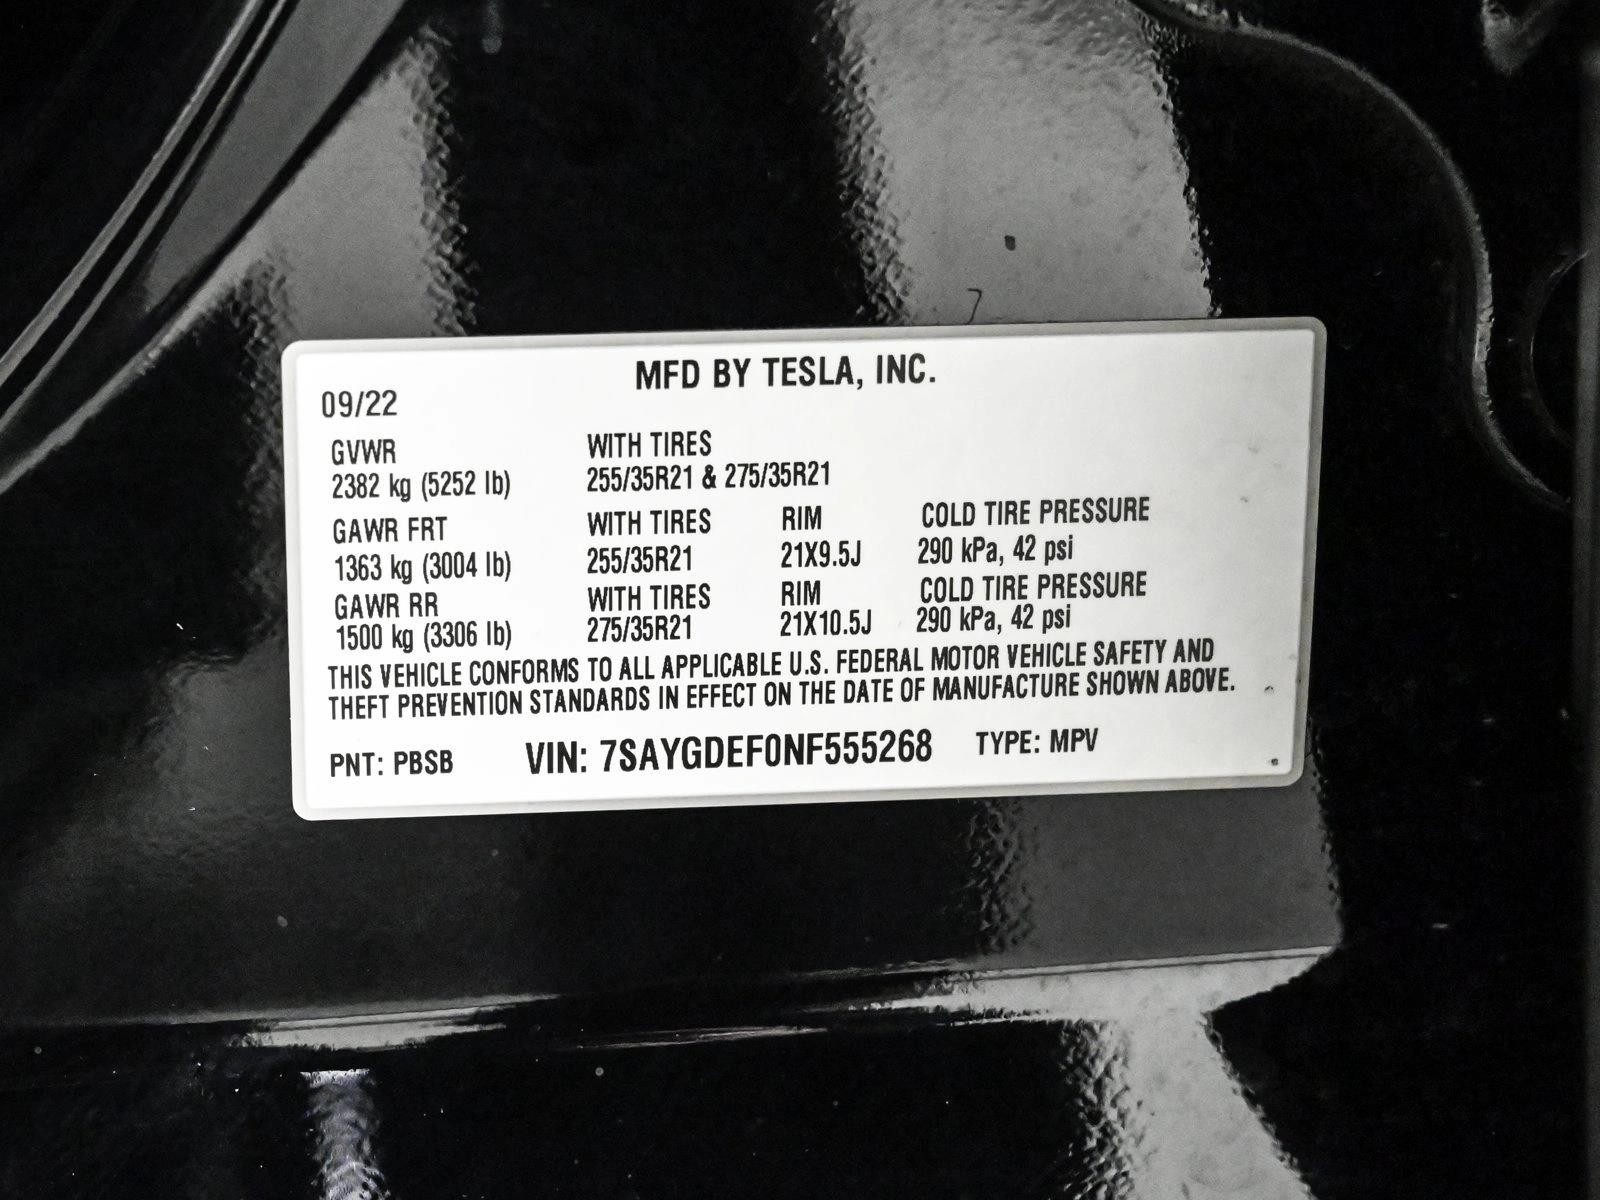 MFD BY TESLA, INC.
09/22
GVWR WITH TIRES
2382 kg (5252 lb) 255/35R21 & 275/35R21
GAWR FRT WITH TIRES RIM COLD TIRE PRESSURE
1363 kg (3004 lb) 255/35R21 21X9.5J 290 kPa, 42 psi
GAWR RR WITH TIRES RIM COLD TIRE PRESSURE
1500 kg (3306 lb) 275/35R21 21X10.5J 290 kPa, 42 psi
THIS VEHICLE CONFORMS TO ALL APPLICABLE U.S. FEDERAL MOTOR VEHICLE SAFETY AND
THEFT PREVENTION STANDARDS IN EFFECT ON THE DATE OF MANUFACTURE SHOWN ABOVE.
PNT: PBSB VIN: 7SAYGDEF0NF555268 TYPE: MPV